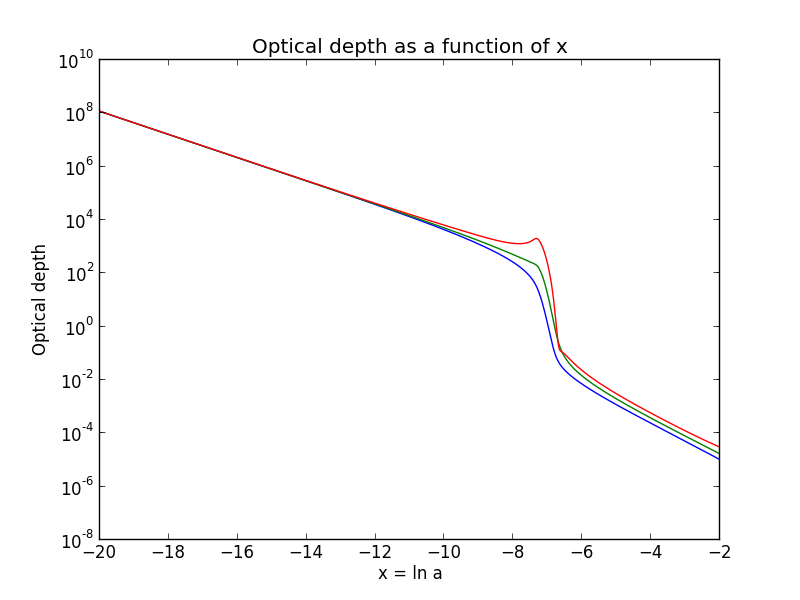 Optical depth as a function of x
10^10
10^8
10^6
10^4
10^2
10^0
10^-2
10^-4
10^-6
10^-8
Optical depth
−20 −18 −16 −14 −12 −10 −8 −6 −4 −2
x = ln a